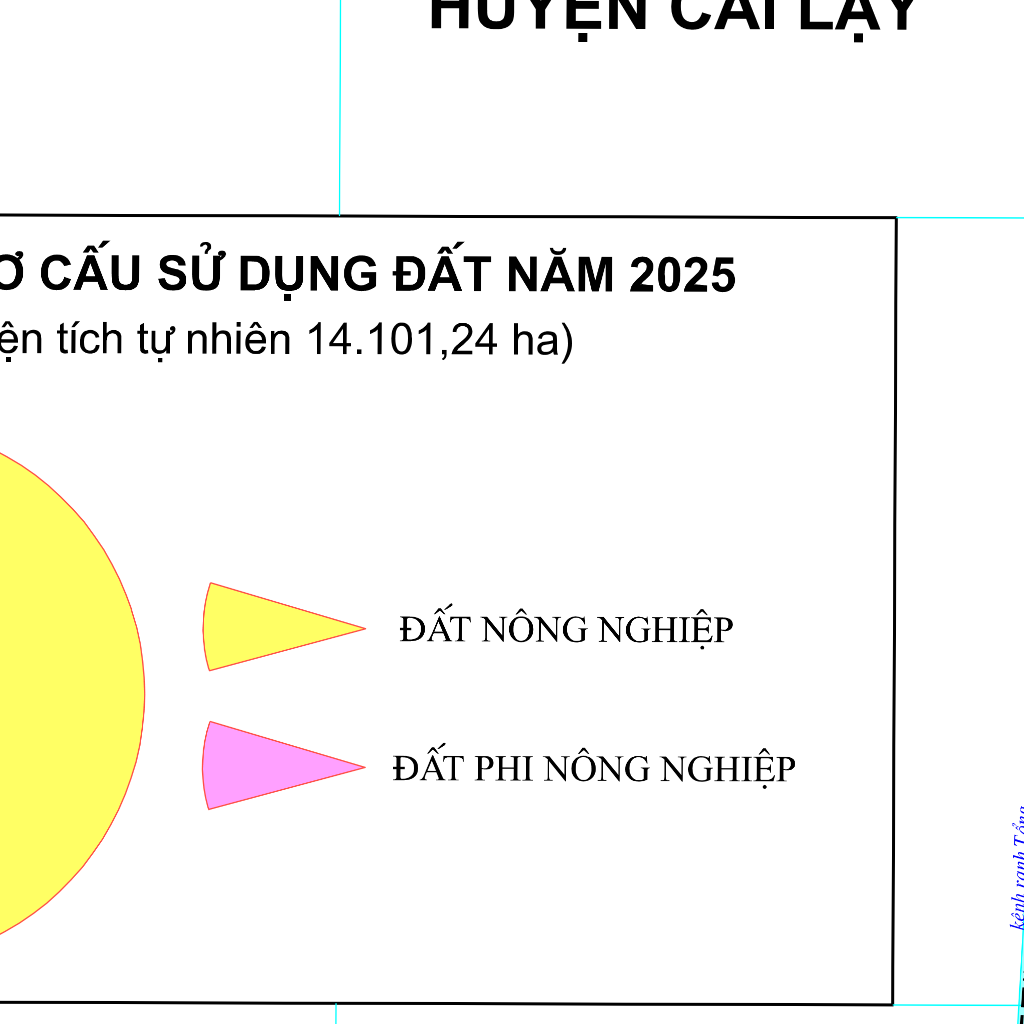 HUYỆN CAI LẬY
Ơ CẤU SỬ DỤNG ĐẤT NĂM 2025
ện tích tự nhiên 14.101,24 ha)
ĐẤT NÔNG NGHIỆP
ĐẤT PHI NÔNG NGHIỆP
kênh ranh Tổng